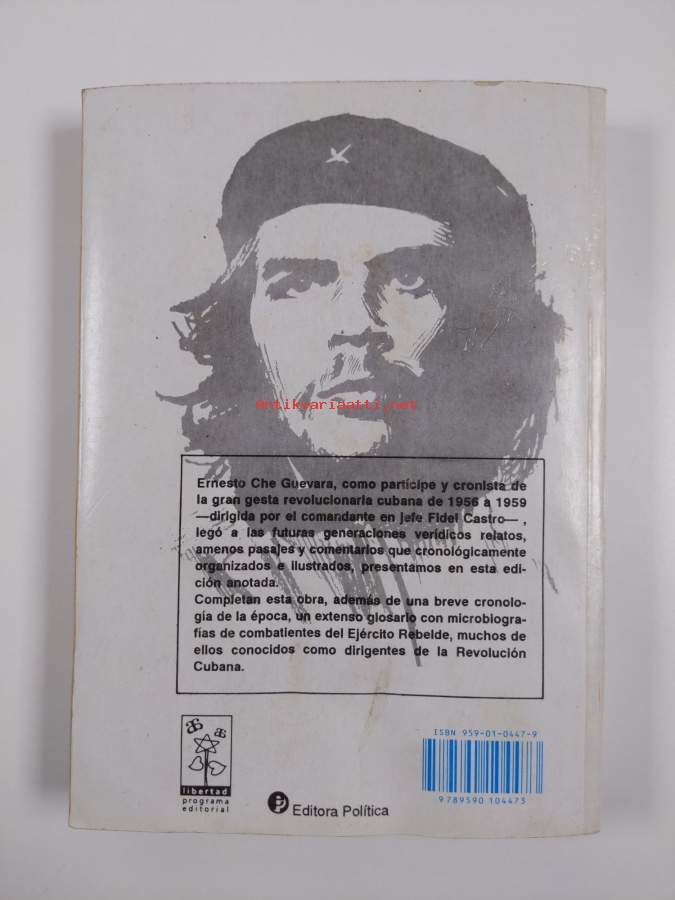 Antikvariaatti.net
Ernesto Che Guevara, como partícipe y cronista de
la gran gesta revolucionaria cubana de 1956 a 1959
—dirigida por el comandante en jefe Fidel Castro— ,
legó a las futuras generaciones verídicos relatos,
amenos pasajes y comentarios que cronológicamente
organizados e ilustrados, presentamos en esta edi-
ción anotada.
Completan esta obra, además de una breve cronolo-
gía de la época, un extenso glosario con microbiogra-
fías de combatientes del Ejército Rebelde, muchos de
ellos conocidos como dirigentes de la Revolución
Cubana.
libertad
programa
editorial
Editora Política
ISBN 959-01-0447-9
9789590 104473